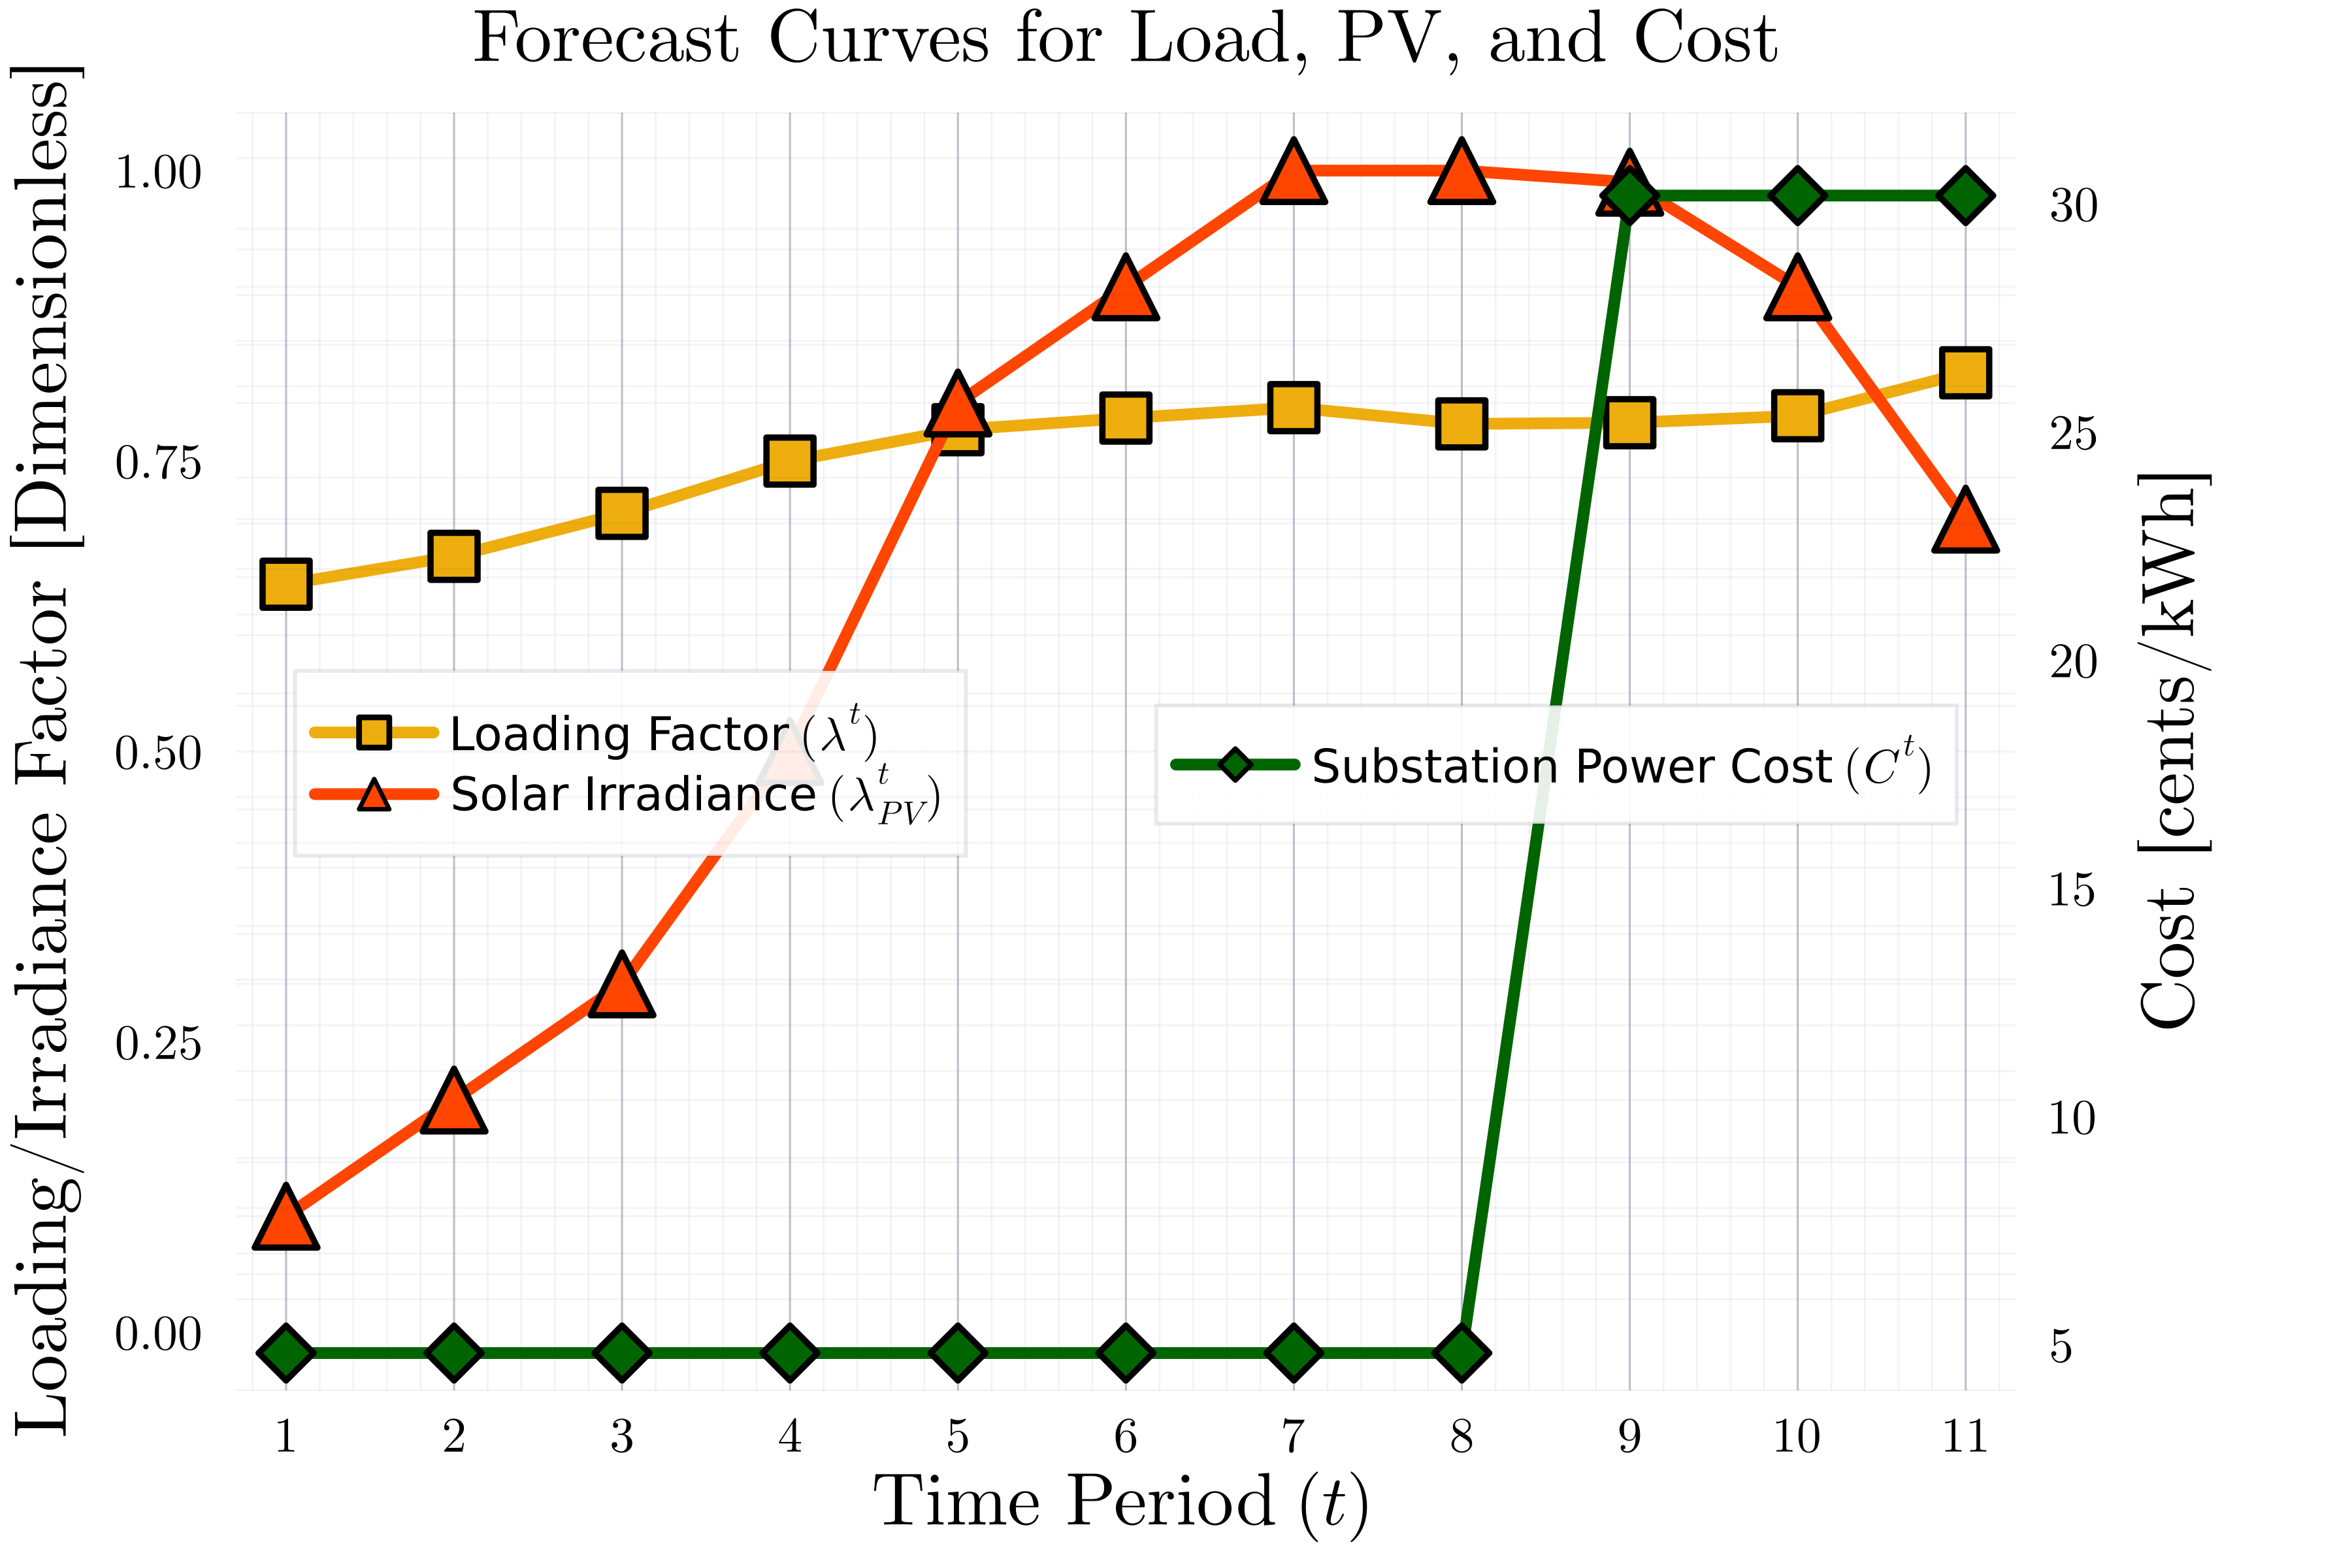 Forecast Curves for Load, PV, and Cost
Loading/Irradiance Factor [Dimensionless]
1.00
0.75
0.50
0.25
0.00
Loading Factor (λ^t)
Solar Irradiance (λ^t_PV)
Substation Power Cost (C^t)
30
25
20
15
10
5
Cost [cents/kWh]
1 2 3 4 5 6 7 8 9 10 11
Time Period (t)